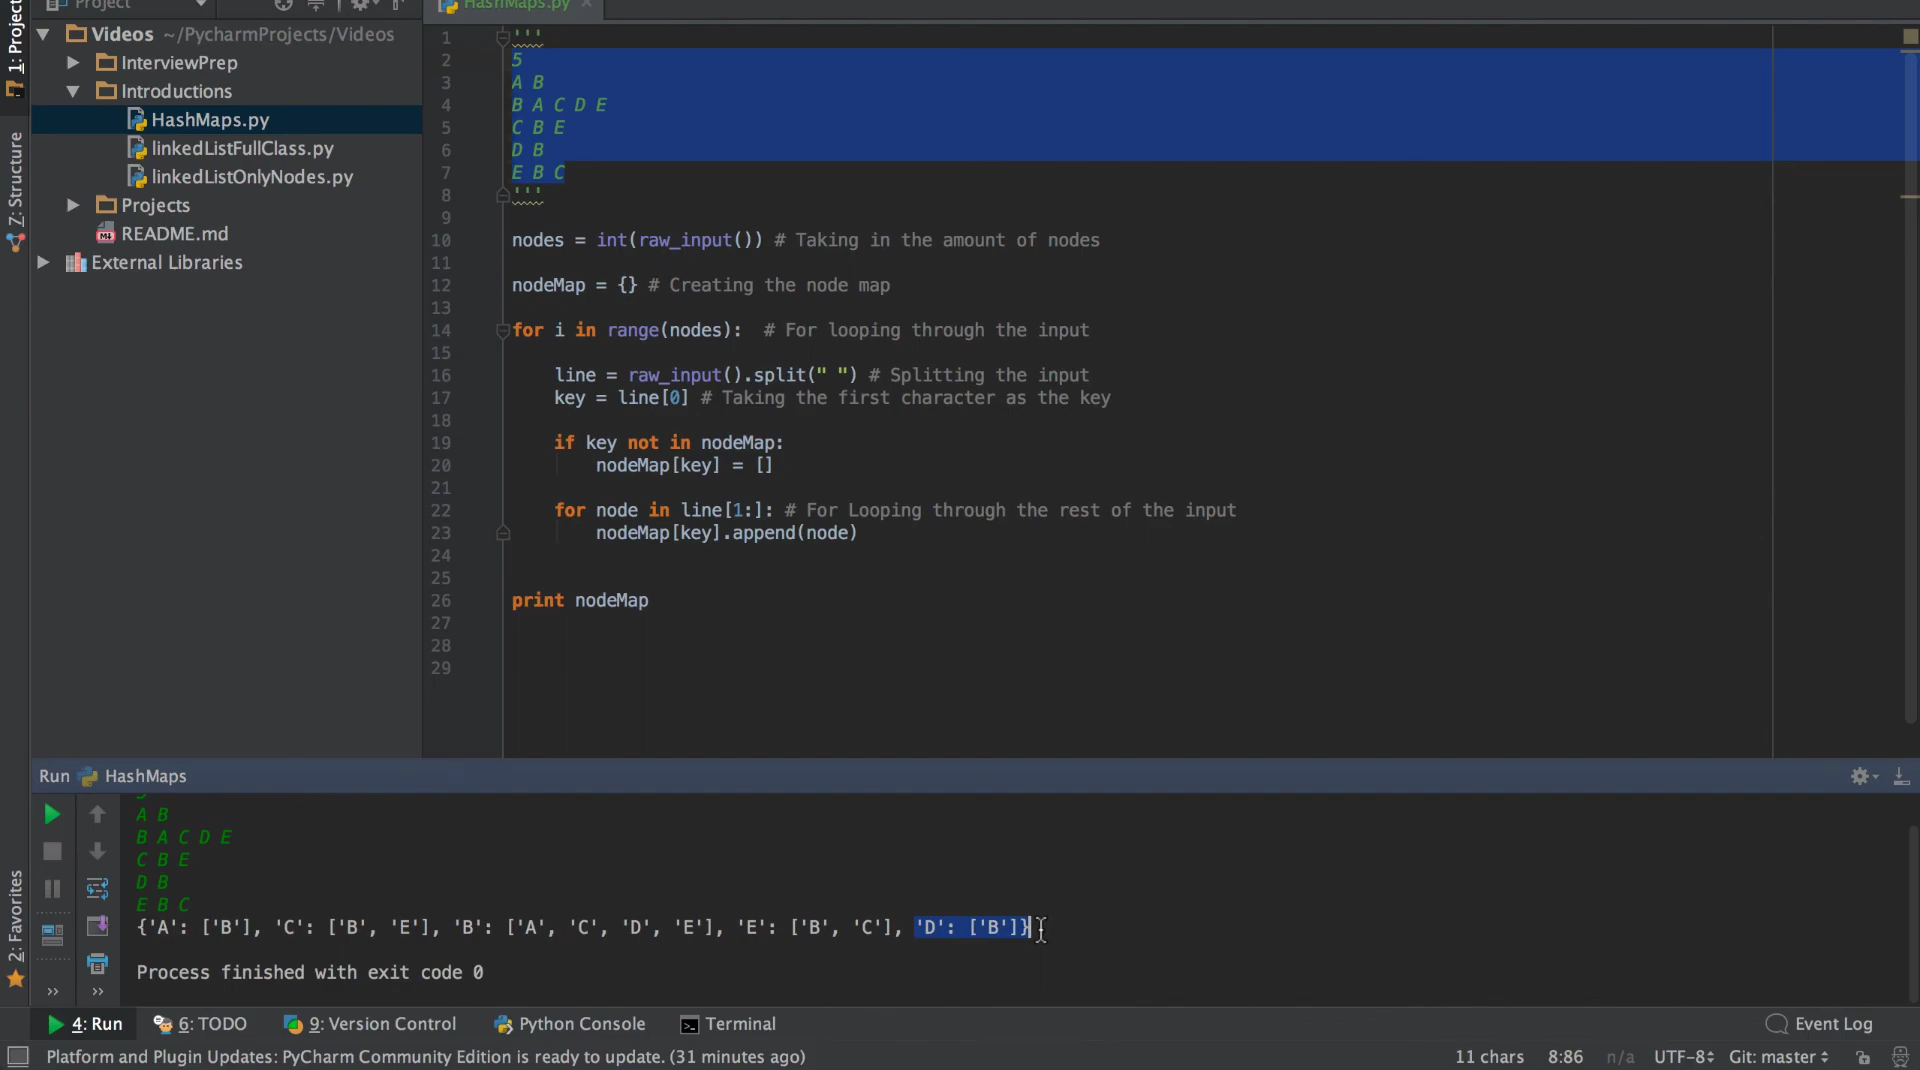 Project
HashMaps.py
1: Project
Videos ~/PycharmProjects/Videos
InterviewPrep
Introductions
HashMaps.py
linkedListFullClass.py
linkedListOnlyNodes.py
Projects
README.md
External Libraries
Z: Structure
2: Favorites
1 '''
2 5
3 A B
4 B A C D E
5 C B E
6 D B
7 E B C
8 '''
9
10 nodes = int(raw_input()) # Taking in the amount of nodes
11
12 nodeMap = {} # Creating the node map
13
14 for i in range(nodes):  # For looping through the input
15
16     line = raw_input().split(" ") # Splitting the input
17     key = line[0] # Taking the first character as the key
18
19     if key not in nodeMap:
20         nodeMap[key] = []
21
22     for node in line[1:]: # For Looping through the rest of the input
23         nodeMap[key].append(node)
24
25
26 print nodeMap
27
28
29
Run HashMaps
A B
B A C D E
C B E
D B
E B C
{'A': ['B'], 'C': ['B', 'E'], 'B': ['A', 'C', 'D', 'E'], 'E': ['B', 'C'], 'D': ['B']}
Process finished with exit code 0
4: Run 6: TODO 9: Version Control Python Console Terminal Event Log
Platform and Plugin Updates: PyCharm Community Edition is ready to update. (31 minutes ago) 11 chars 8:86 n/a UTF-8 Git: master